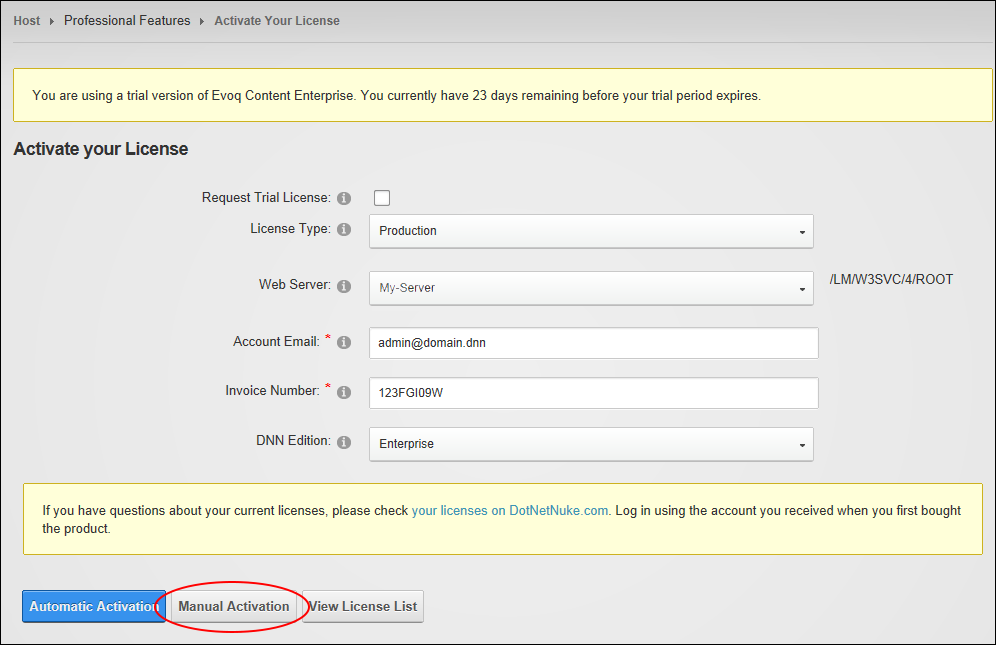 Host Professional Features Activate Your License
You are using a trial version of Evoq Content Enterprise. You currently have 23 days remaining before your trial period expires.
Activate your License
Request Trial License:
License Type: Production
Web Server: My-Server /LM/W3SVC/4/ROOT
Account Email: * admin@domain.dnn
Invoice Number: * 123FGI09W
DNN Edition: Enterprise
If you have questions about your current licenses, please check your licenses on DotNetNuke.com. Log in using the account you received when you first bought
the product.
Automatic Activation Manual Activation View License List